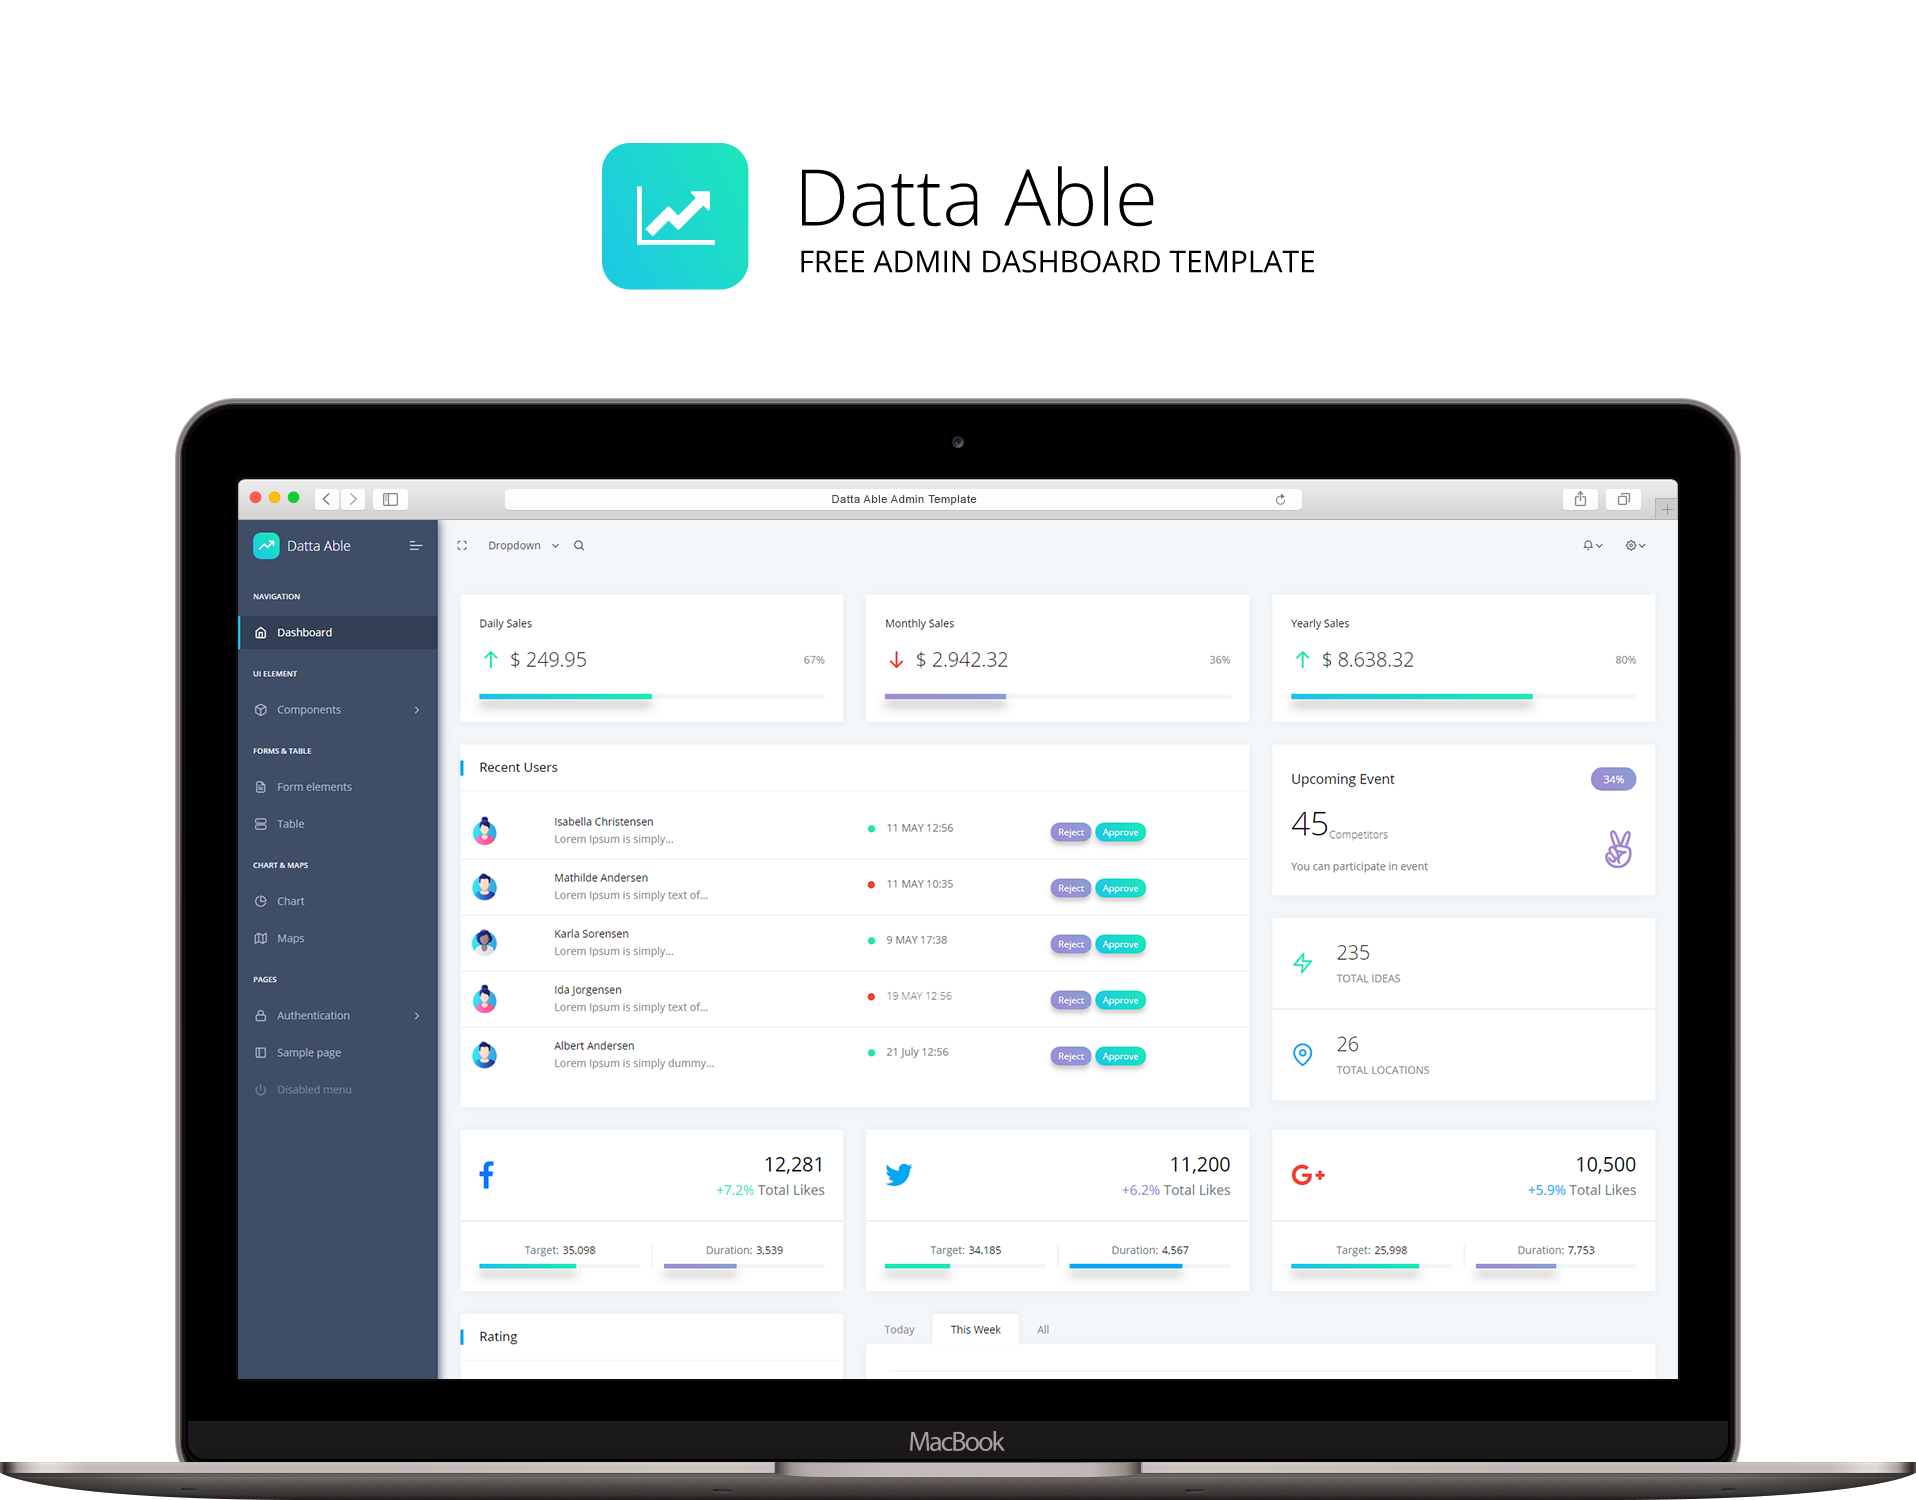 Datta Able
FREE ADMIN DASHBOARD TEMPLATE
Datta Able Admin Template
Datta Able
Dropdown
NAVIGATION
Dashboard
UI ELEMENT
Components
FORMS & TABLE
Form elements
Table
CHART & MAPS
Chart
Maps
PAGES
Authentication
Sample page
Disabled menu
Daily Sales
$ 249.95
67%
Monthly Sales
$ 2.942.32
36%
Yearly Sales
$ 8.638.32
80%
Recent Users
Isabella Christensen
Lorem Ipsum is simply...
11 MAY 12:56
Reject
Approve
Mathilde Andersen
Lorem Ipsum is simply text of...
11 MAY 10:35
Reject
Approve
Karla Sorensen
Lorem Ipsum is simply...
9 MAY 17:38
Reject
Approve
Ida Jorgensen
Lorem Ipsum is simply text of...
19 MAY 12:56
Reject
Approve
Albert Andersen
Lorem Ipsum is simply dummy...
21 July 12:56
Reject
Approve
Upcoming Event
34%
45 Competitors
You can participate in event
235
TOTAL IDEAS
26
TOTAL LOCATIONS
12,281
+7.2% Total Likes
Target: 35,098
Duration: 3,539
11,200
+6.2% Total Likes
Target: 34,185
Duration: 4,567
G+
10,500
+5.9% Total Likes
Target: 25,998
Duration: 7,753
Rating
Today
This Week
All
MacBook